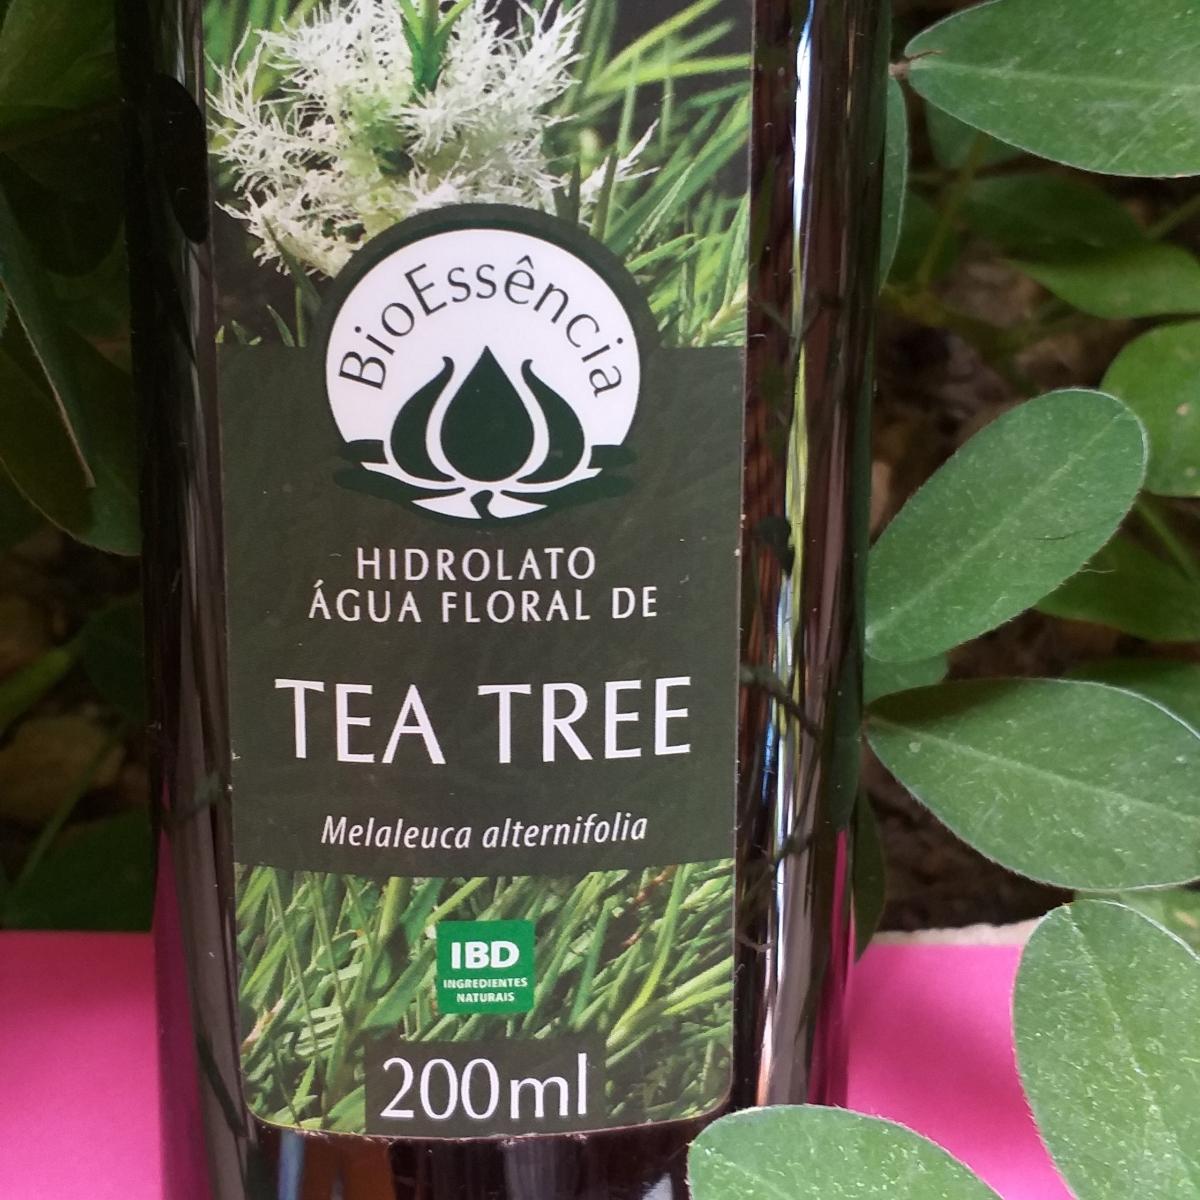 BioEssência
HIDROLATO
ÁGUA FLORAL DE
TEA TREE
Melaleuca alternifolia
IBD
INGREDIENTES
NATURAIS
200ml